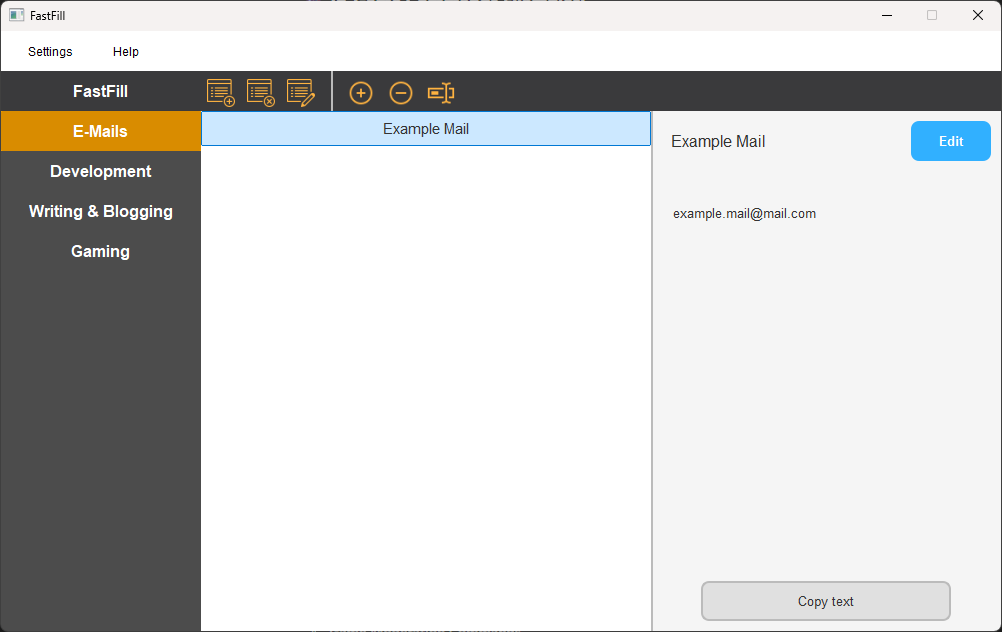 FastFill
Settings Help
FastFill
E-Mails
Development
Writing & Blogging
Gaming
Example Mail
Example Mail
Edit
example.mail@mail.com
Copy text